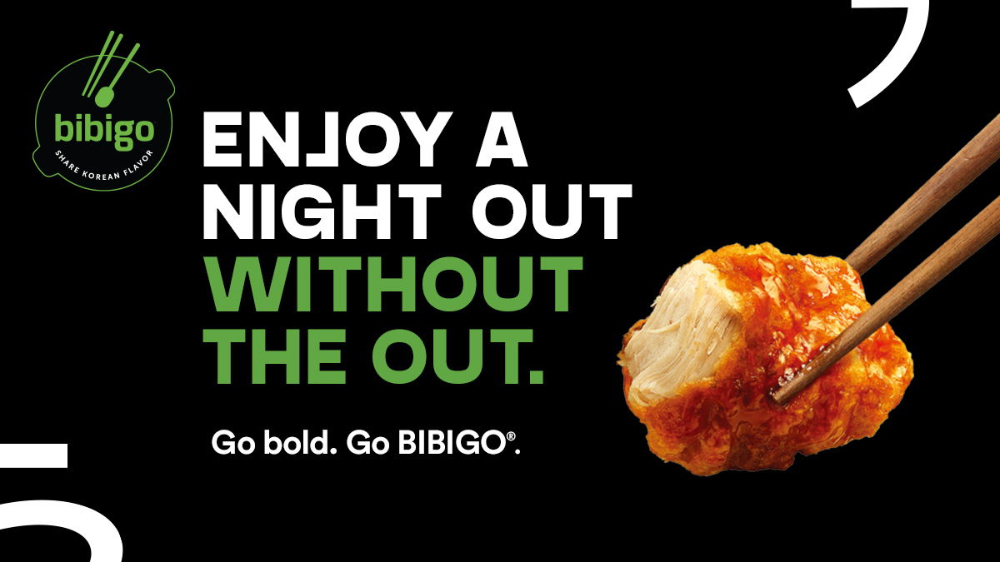 bibigo
SHARE KOREAN FLAVOR
ENJOY A
NIGHT OUT
WITHOUT
THE OUT.
Go bold. Go BIBIGO®.